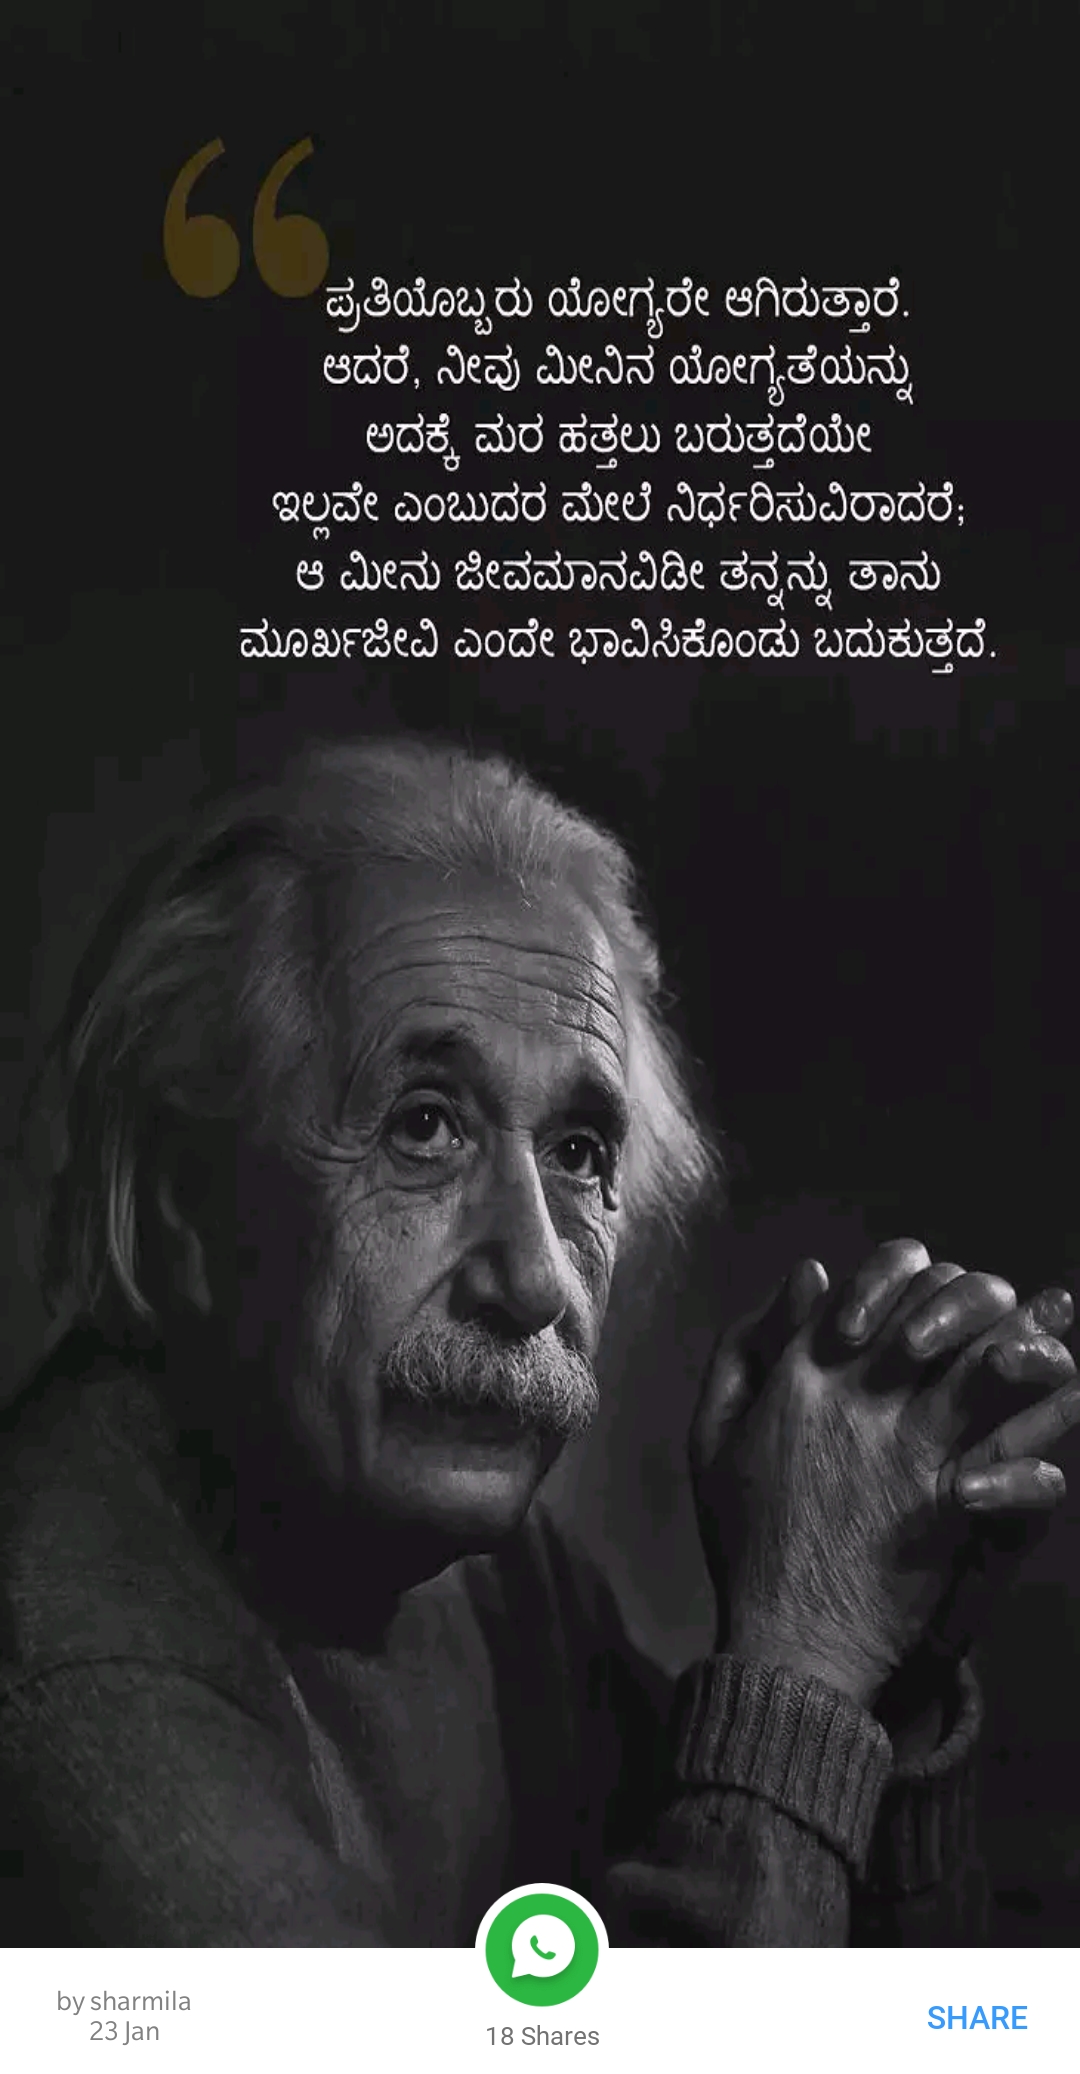 ಪ್ರತಿಯೊಬ್ಬರು ಯೋಗ್ಯರೇ ಆಗಿರುತ್ತಾರೆ.
ಆದರೆ, ನೀವು ಮೀನಿನ ಯೋಗ್ಯತೆಯನ್ನು
ಅದಕ್ಕೆ ಮರ ಹತ್ತಲು ಬರುತ್ತದೆಯೇ
ಇಲ್ಲವೇ ಎಂಬುದರ ಮೇಲೆ ನಿರ್ಧರಿಸುವಿರಾದರೆ;
ಆ ಮೀನು ಜೀವಮಾನವಿಡೀ ತನ್ನನ್ನು ತಾನು
ಮೂರ್ಖಜೀವಿ ಎಂದೇ ಭಾವಿಸಿಕೊಂಡು ಬದುಕುತ್ತದೆ.
by sharmila
23 Jan
18 Shares
SHARE